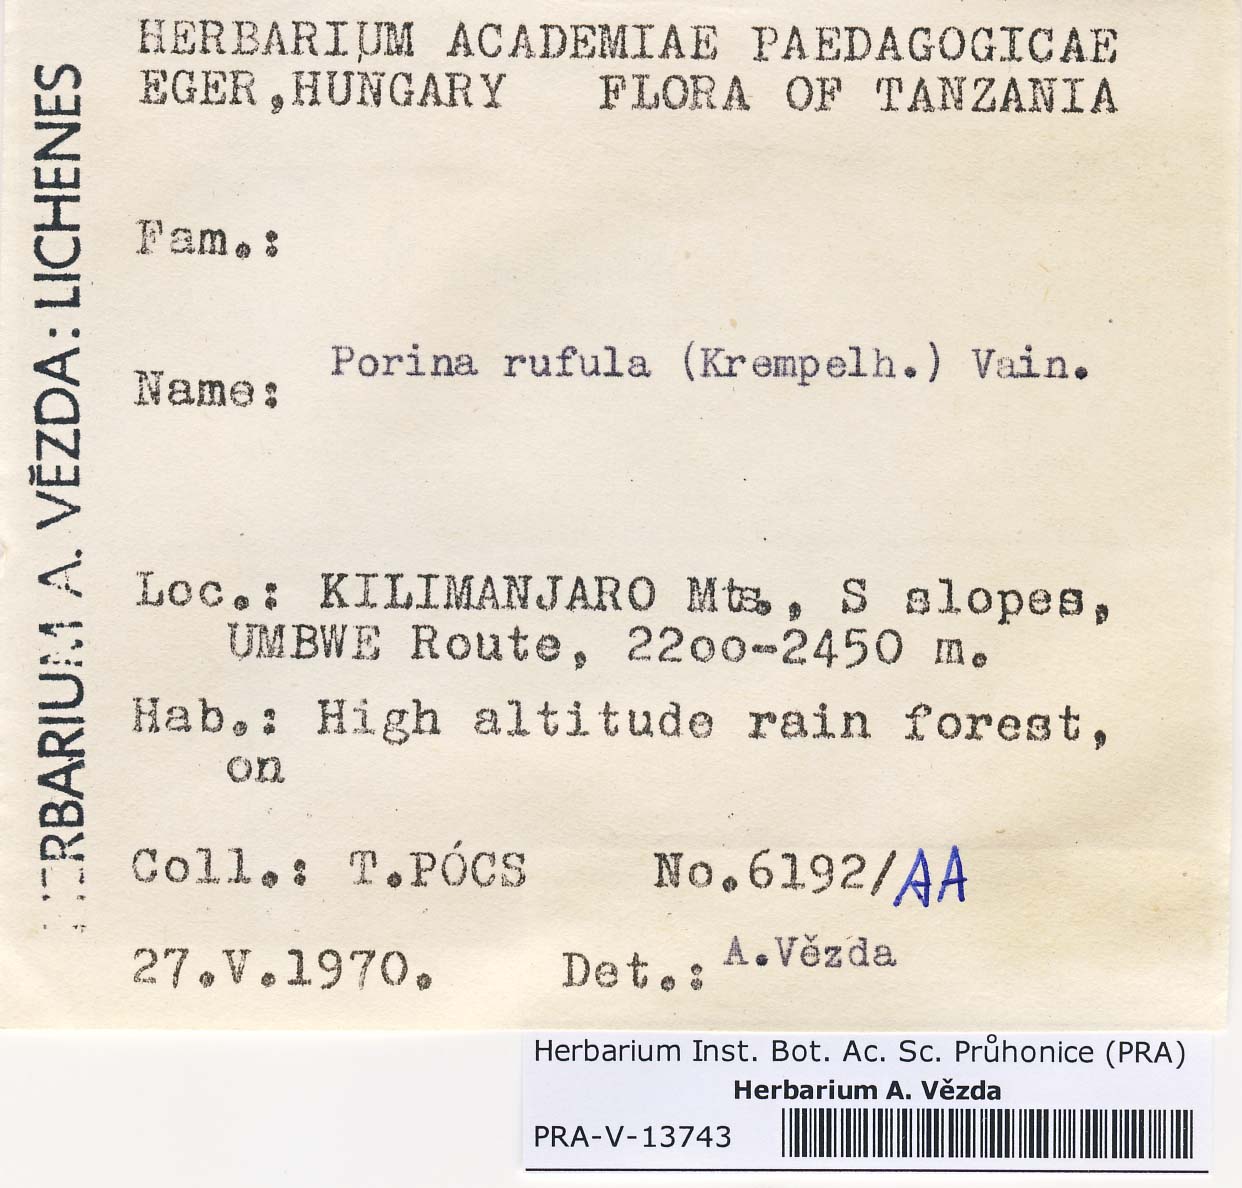 HERBARIUM ACADEMIAE PAEDAGOGICAE
EGER,HUNGARY FLORA OF TANZANIA
HERBARIUM A. VĚZDA: LICHENES
Fam.:
Name: Porina rufula (Krempelh.) Vain.
Loc.: KILIMANJARO Mts., S slopes,
UMBWE Route, 22oo-2450 m.
Hab.: High altitude rain forest,
on
Coll.: T.PÓCS No.6192/AA
27.V.1970. Det.: A.Vězda
Herbarium Inst. Bot. Ac. Sc. Průhonice (PRA)
Herbarium A. Vězda
PRA-V-13743